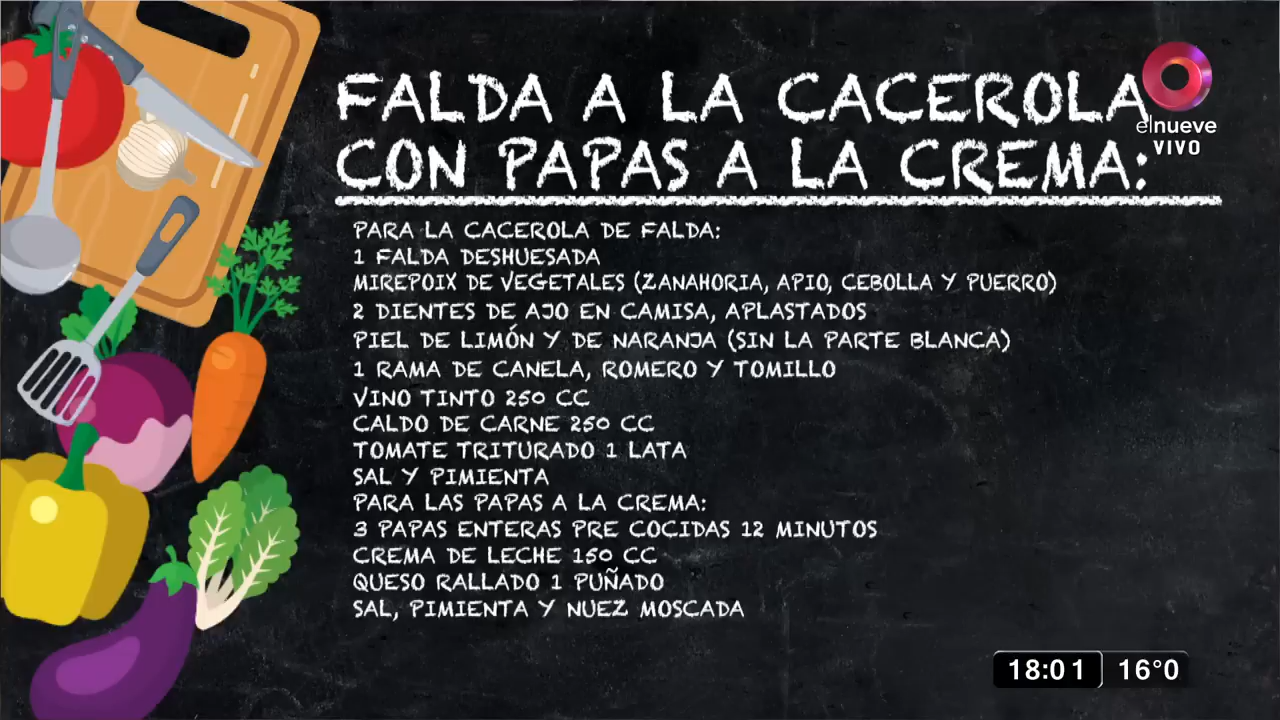 FALDA A LA CACEROLA
CON PAPAS A LA CREMA:
elnueve
VIVO
PARA LA CACEROLA DE FALDA:
1 FALDA DESHUESADA
MIREPOIX DE VEGETALES (ZANAHORIA, APIO, CEBOLLA Y PUERRO)
2 DIENTES DE AJO EN CAMISA, APLASTADOS
PIEL DE LIMÓN Y DE NARANJA (SIN LA PARTE BLANCA)
1 RAMA DE CANELA, ROMERO Y TOMILLO
VINO TINTO 250 CC
CALDO DE CARNE 250 CC
TOMATE TRITURADO 1 LATA
SAL Y PIMIENTA
PARA LAS PAPAS A LA CREMA:
3 PAPAS ENTERAS PRE COCIDAS 12 MINUTOS
CREMA DE LECHE 150 CC
QUESO RALLADO 1 PUÑADO
SAL, PIMIENTA Y NUEZ MOSCADA
18:01 16°0